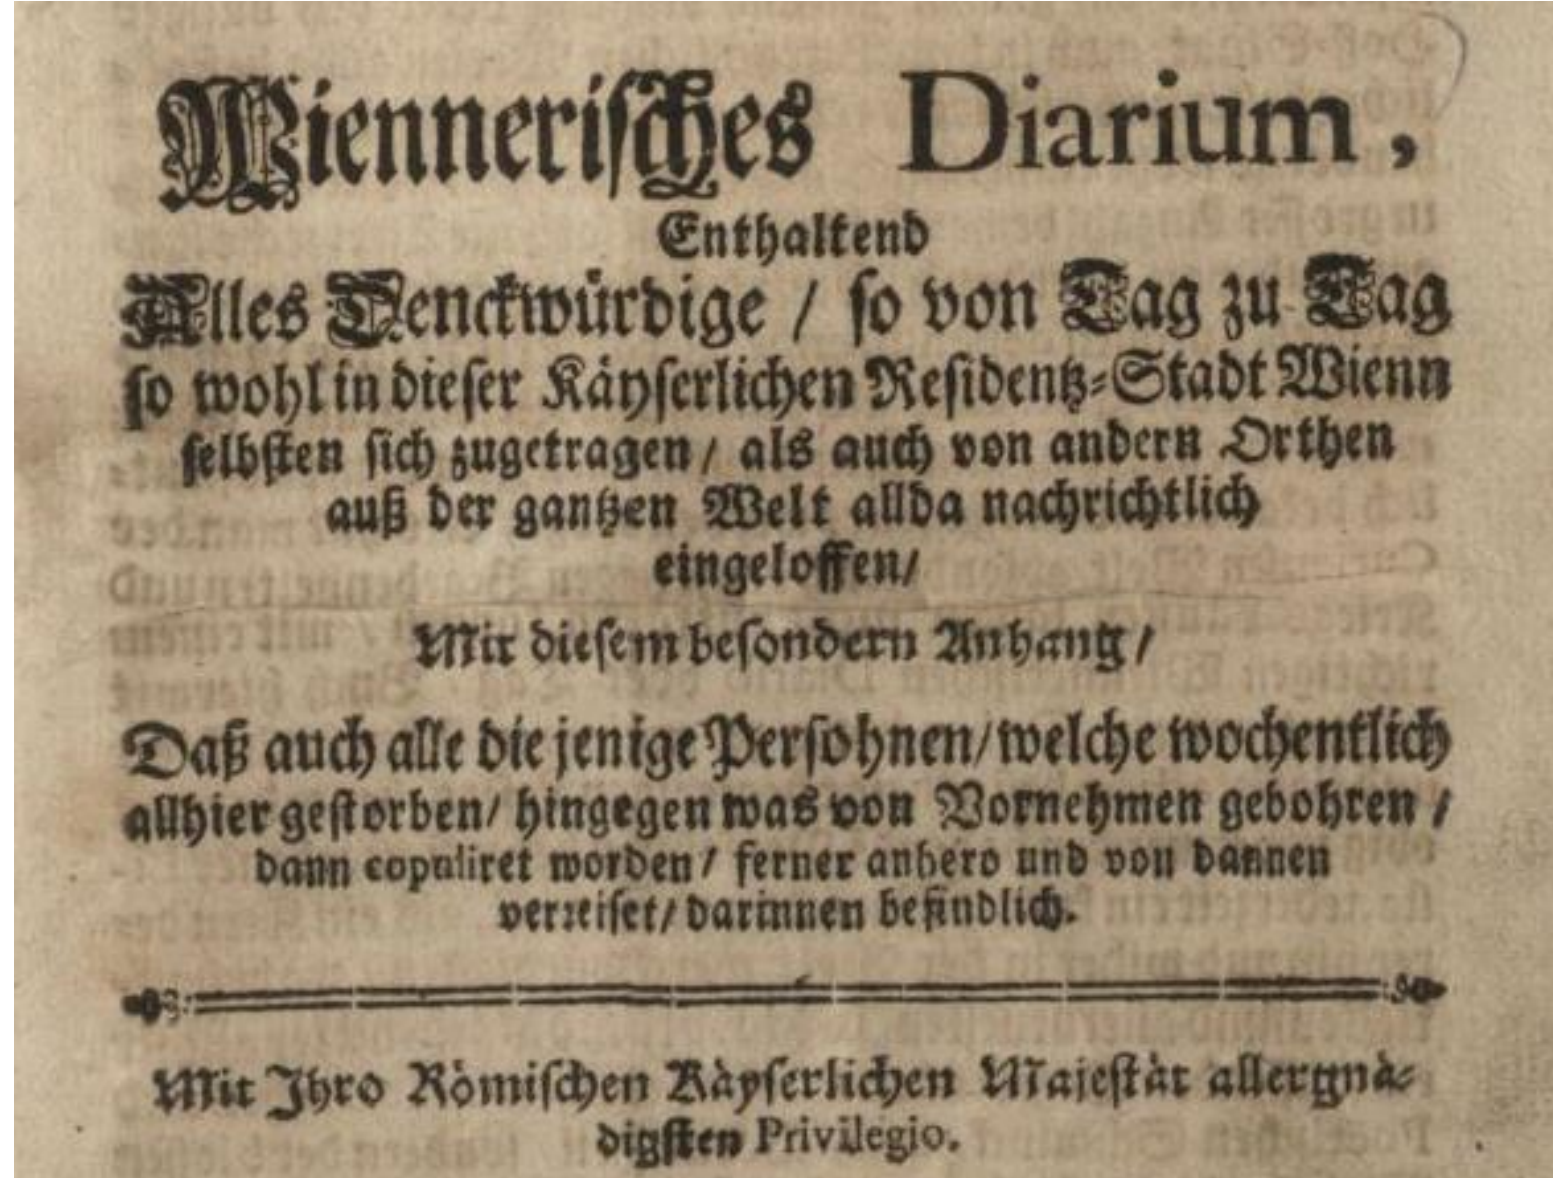 Wiennerisches Diarium,
Enthaltend
Alles Denckwürdige / so von Tag zu Tag
so wohl in dieser Käyserlichen Residentz-Stadt Wienn
selbsten sich zugetragen / als auch von andern Orthen
auß der gantzen Welt allda nachrichtlich
eingeloffen /
Mit diesem besondern Anhang /
Daß auch alle die jenige Persohnen / welche wochentlich
allhier gestorben / hingegen was von Vornehmen gebohren /
dann copuliret worden / ferner anhero und von dannen
verreiset / darinnen befindlich.
Mit Ihro Römischen Käyserlichen Majestät allergnä-
digsten Privilegio.